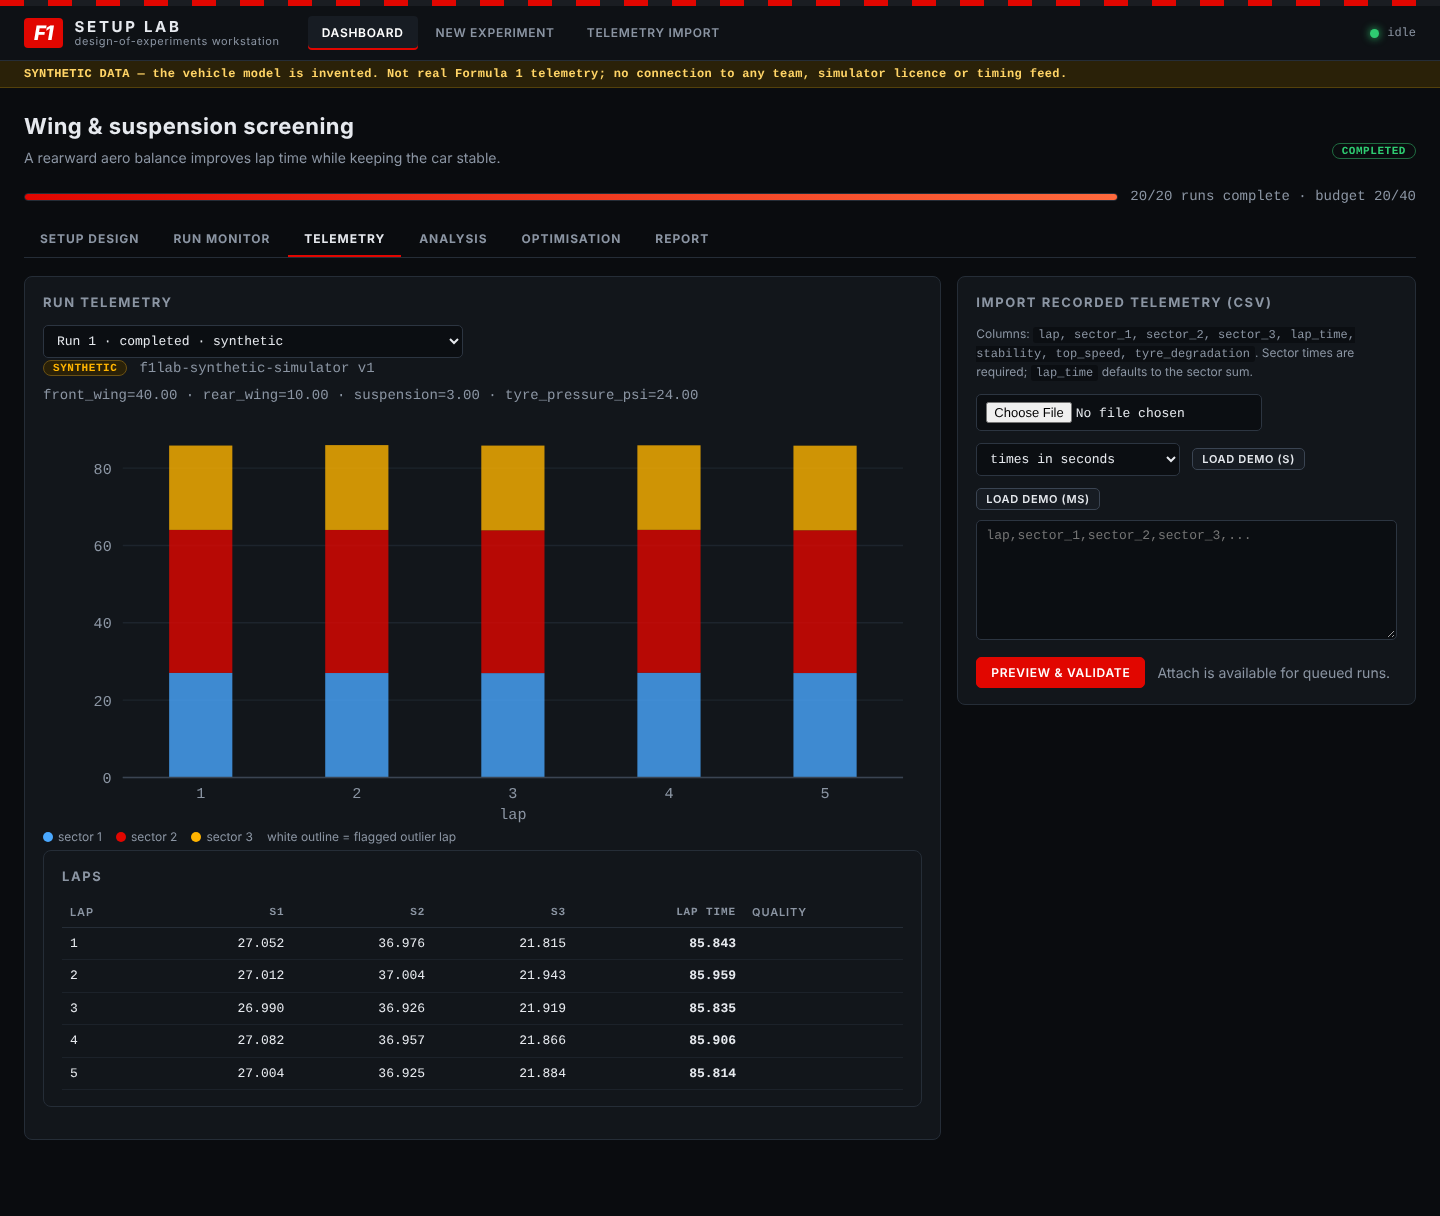 F1
SETUP LAB
design-of-experiments workstation
DASHBOARD
NEW EXPERIMENT
TELEMETRY IMPORT
idle
SYNTHETIC DATA — the vehicle model is invented. Not real Formula 1 telemetry; no connection to any team, simulator licence or timing feed.
Wing & suspension screening
A rearward aero balance improves lap time while keeping the car stable.
COMPLETED
20/20 runs complete · budget 20/40
SETUP DESIGN
RUN MONITOR
TELEMETRY
ANALYSIS
OPTIMISATION
REPORT
RUN TELEMETRY
Run 1 · completed · synthetic
SYNTHETIC f1lab-synthetic-simulator v1
front_wing=40.00 · rear_wing=10.00 · suspension=3.00 · tyre_pressure_psi=24.00
80
60
40
20
0
1 2 3 4 5
lap
sector 1 sector 2 sector 3 white outline = flagged outlier lap
LAPS
LAP S1 S2 S3 LAP TIME QUALITY
1 27.052 36.976 21.815 85.843
2 27.012 37.004 21.943 85.959
3 26.990 36.926 21.919 85.835
4 27.082 36.957 21.866 85.906
5 27.004 36.925 21.884 85.814
IMPORT RECORDED TELEMETRY (CSV)
Columns: lap, sector_1, sector_2, sector_3, lap_time,
stability, top_speed, tyre_degradation. Sector times are
required; lap_time defaults to the sector sum.
Choose File No file chosen
times in seconds
LOAD DEMO (S)
LOAD DEMO (MS)
lap,sector_1,sector_2,sector_3,...
PREVIEW & VALIDATE
Attach is available for queued runs.